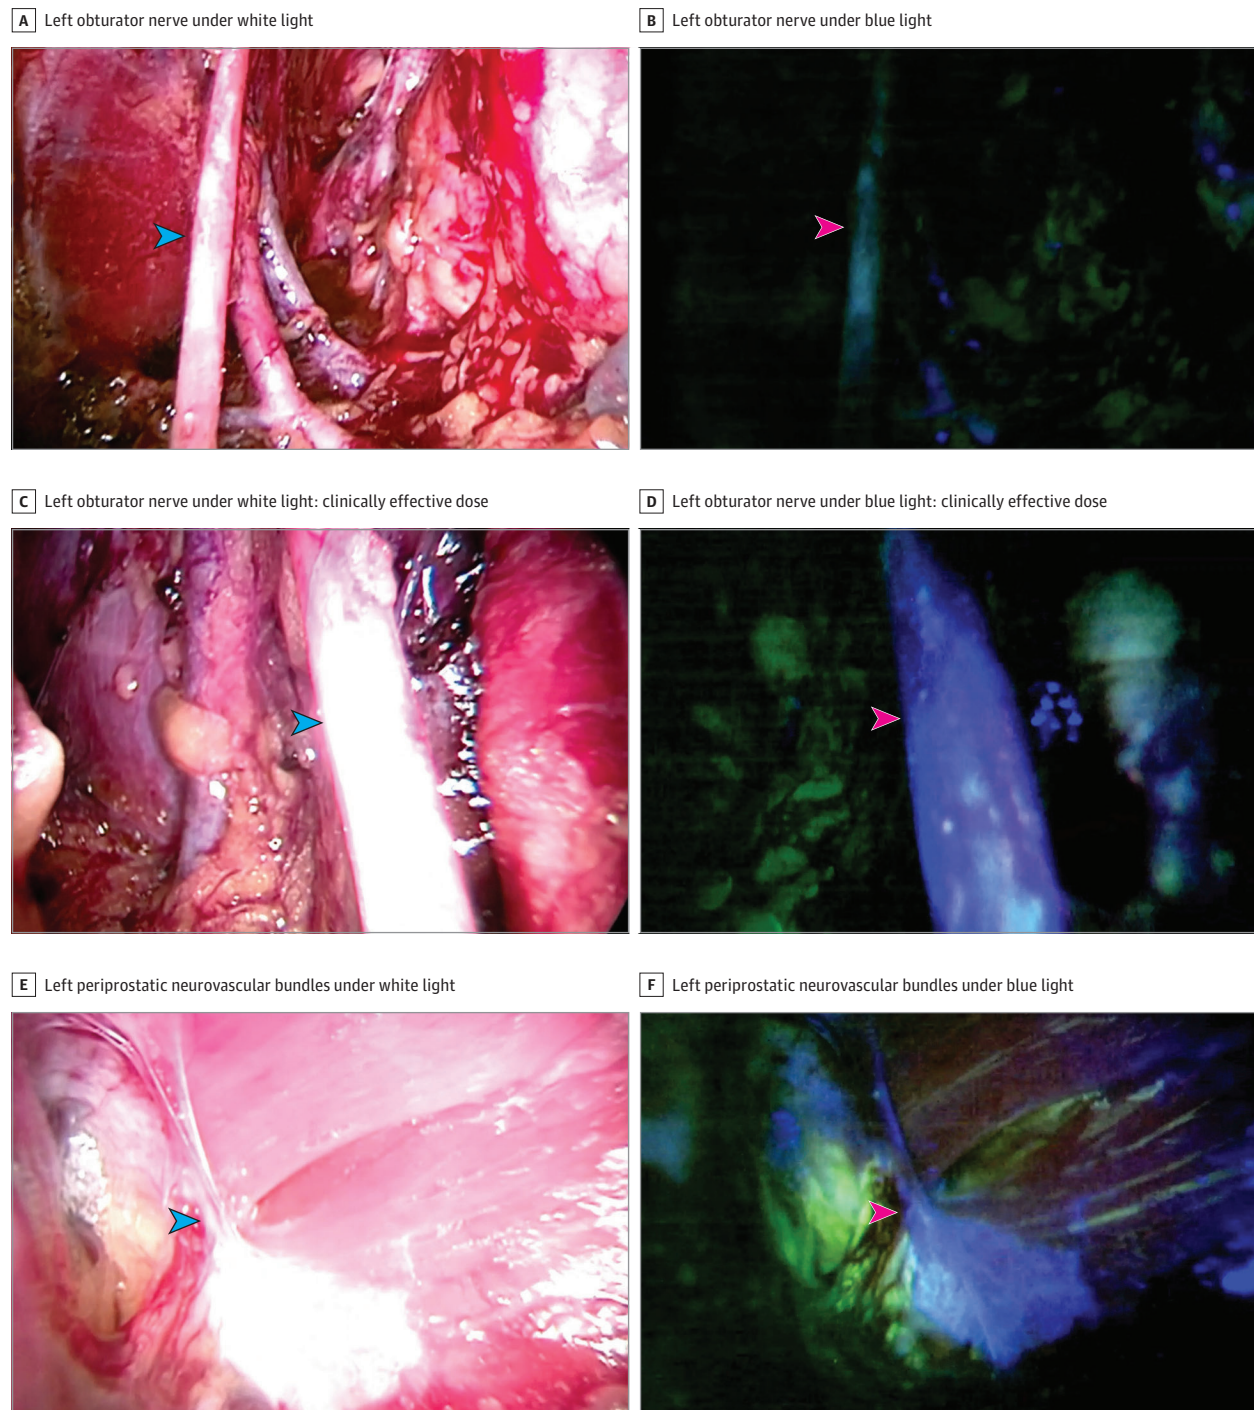 A Left obturator nerve under white light
B Left obturator nerve under blue light
C Left obturator nerve under white light: clinically effective dose
D Left obturator nerve under blue light: clinically effective dose
E Left periprostatic neurovascular bundles under white light
F Left periprostatic neurovascular bundles under blue light